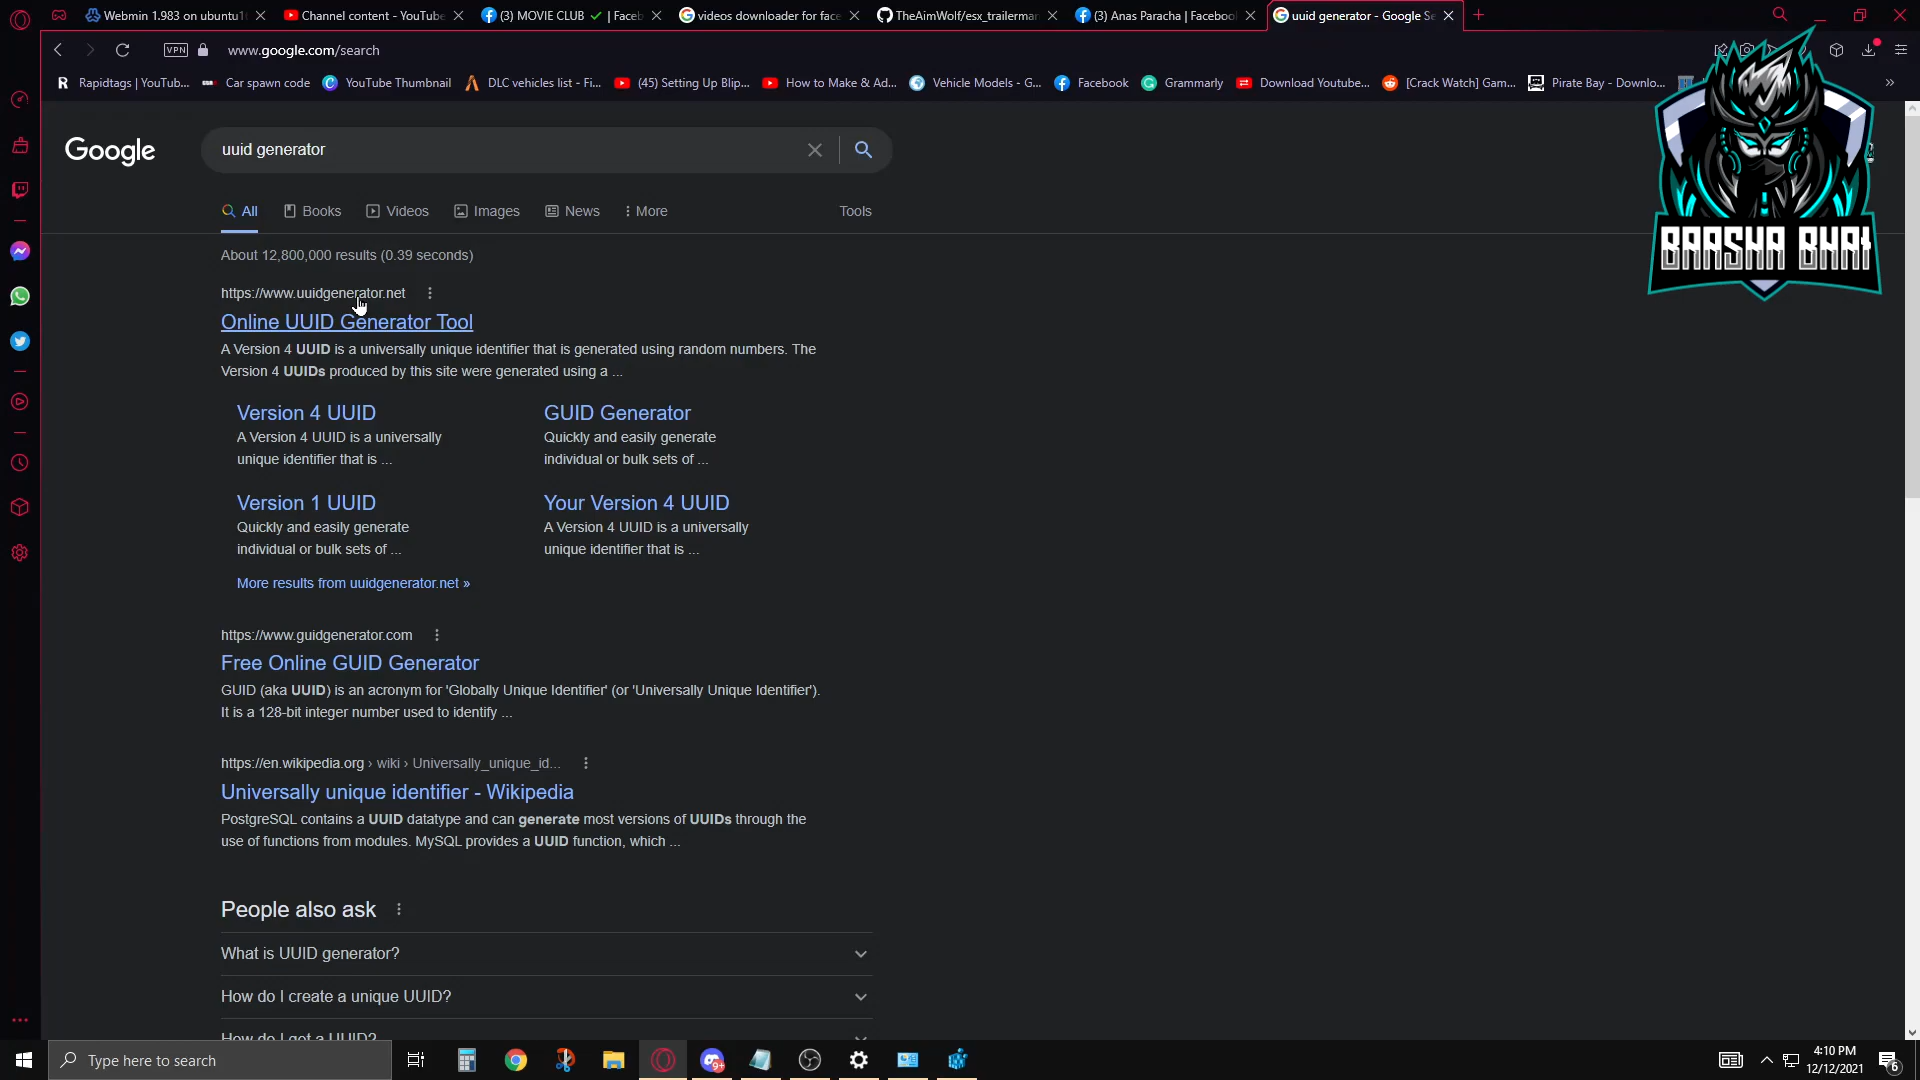 Webmin 1.983 on ubuntu1
Channel content - YouTube
(3) MOVIE CLUB ✓ | Faceb
videos downloader for face
TheAimWolf/esx_trailerman
(3) Anas Paracha | Facebook
uuid generator - Google Se
VPN
www.google.com/search
Rapidtags | YouTub...
Car spawn code
YouTube Thumbnail
DLC vehicles list - Fi...
(45) Setting Up Blip...
How to Make & Ad...
Vehicle Models - G...
Facebook
Grammarly
Download Youtube...
[Crack Watch] Gam...
Pirate Bay - Downlo...
BAASHA BHAI
Google
uuid generator
All
Books
Videos
Images
News
More
Tools
About 12,800,000 results (0.39 seconds)
https://www.uuidgenerator.net
Online UUID Generator Tool
A Version 4 UUID is a universally unique identifier that is generated using random numbers. The
Version 4 UUIDs produced by this site were generated using a ...
Version 4 UUID
A Version 4 UUID is a universally
unique identifier that is ...
GUID Generator
Quickly and easily generate
individual or bulk sets of ...
Version 1 UUID
Quickly and easily generate
individual or bulk sets of ...
Your Version 4 UUID
A Version 4 UUID is a universally
unique identifier that is ...
More results from uuidgenerator.net »
https://www.guidgenerator.com
Free Online GUID Generator
GUID (aka UUID) is an acronym for 'Globally Unique Identifier' (or 'Universally Unique Identifier').
It is a 128-bit integer number used to identify ...
https://en.wikipedia.org › wiki › Universally_unique_id...
Universally unique identifier - Wikipedia
PostgreSQL contains a UUID datatype and can generate most versions of UUIDs through the
use of functions from modules. MySQL provides a UUID function, which ...
People also ask
What is UUID generator?
How do I create a unique UUID?
How do I get a UUID?
Type here to search
4:10 PM
12/12/2021
6